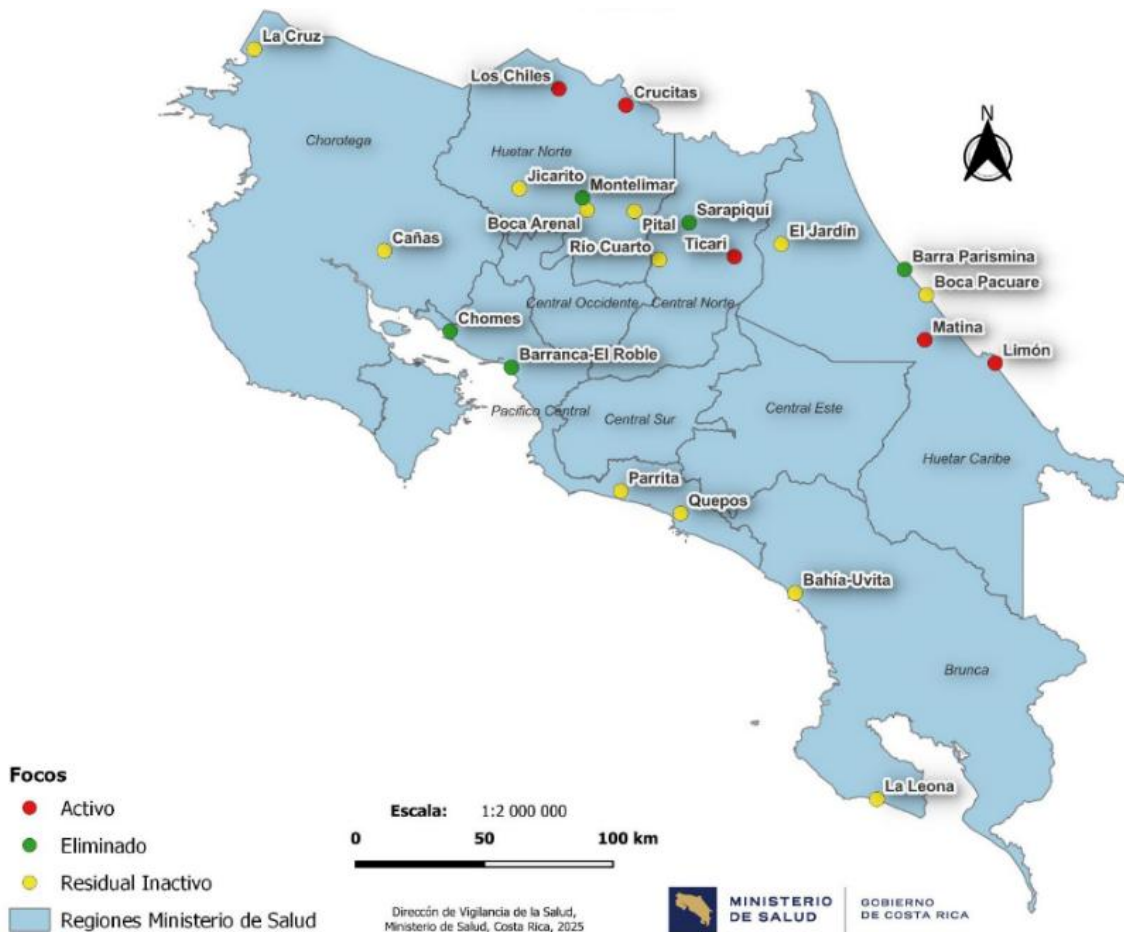 La Cruz
Los Chiles
Crucitas
N
Chorotega
Huetar Norte
Jicarito
Montelimar
Boca Arenal
Pital
Sarapiquí
Cañas
Río Cuarto
Ticari
El Jardín
Barra Parismina
Boca Pacuare
Central Occidente
Central Norte
Chomes
Matina
Limón
Barranca-El Roble
Pacifico Central
Central Sur
Central Este
Huetar Caribe
Parrita
Quepos
Bahía-Uvita
Brunca
La Leona
Focos
Activo
Eliminado
Residual Inactivo
Regiones Ministerio de Salud
Escala: 1:2 000 000
0 50 100 km
Direccón de Vigilancia de la Salud,
Ministerio de Salud, Costa Rica, 2025
MINISTERIO
DE SALUD
GOBIERNO
DE COSTA RICA